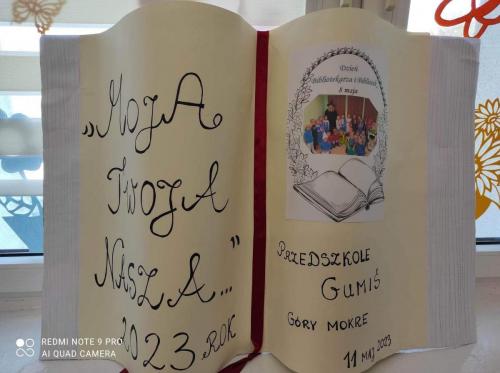 „MOJA
TWOJA
NASZA..."
2023.ROK
Dzień
Bibliotekarza i Bibliotek
8 maja
PRZEDSZKOLE
GUMIŚ
GÓRY MOKRE
11 MAJ 2023
REDMI NOTE 9 PRO
AI QUAD CAMERA